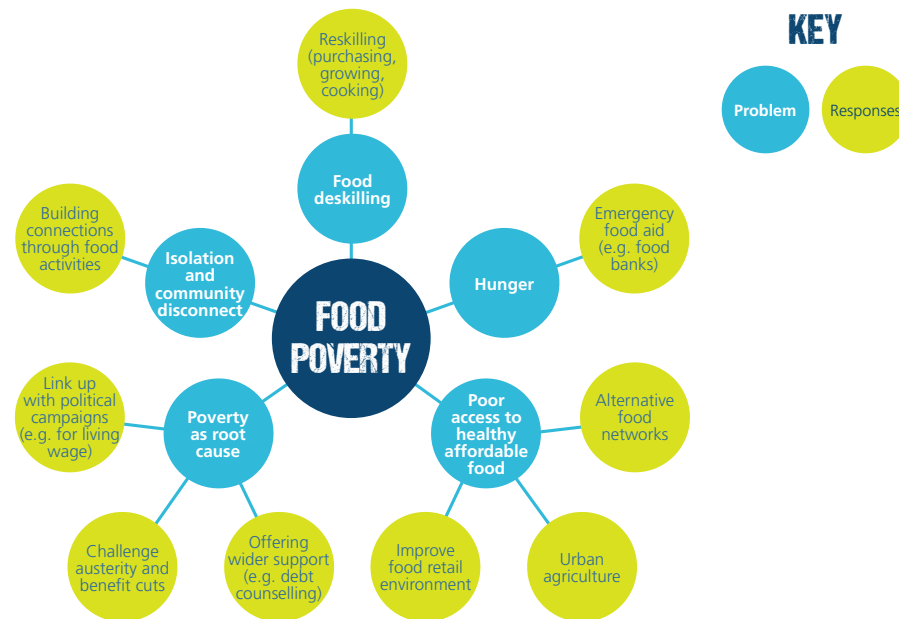 KEY
Problem
Responses
Reskilling
(purchasing,
growing,
cooking)
Food
deskilling
Building
connections
through food
activities
Isolation
and
community
disconnect
Emergency
food aid
(e.g. food
banks)
Hunger
FOOD
POVERTY
Link up
with political
campaigns
(e.g. for living
wage)
Poverty
as root
cause
Poor
access to
healthy
affordable
food
Alternative
food
networks
Challenge
austerity and
benefit cuts
Offering
wider support
(e.g. debt
counselling)
Improve
food retail
environment
Urban
agriculture